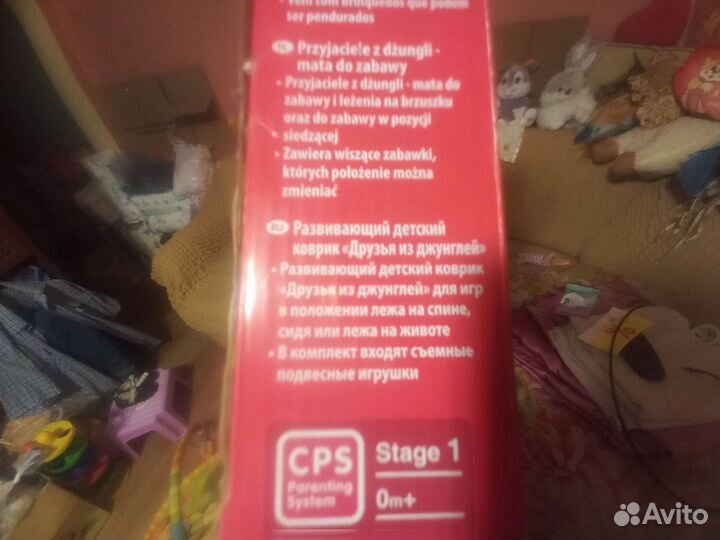 vem com brinquedos que podem
ser pendurados
PL Przyjaciele z dżungli -
mata do zabawy
• Przyjaciele z dżungli - mata do
zabawy i leżenia na brzuszku
oraz do zabawy w pozycji
siedzącej
• Zawiera wiszące zabawki,
których położenie można
zmieniać
RU Развивающий детский
коврик «Друзья из джунглей»
• Развивающий детский коврик
«Друзья из джунглей» для игр
в положении лежа на спине,
сидя или лежа на животе
• В комплект входят съемные
подвесные игрушки
CPS
Parenting
System
Stage 1
0m+
Avito